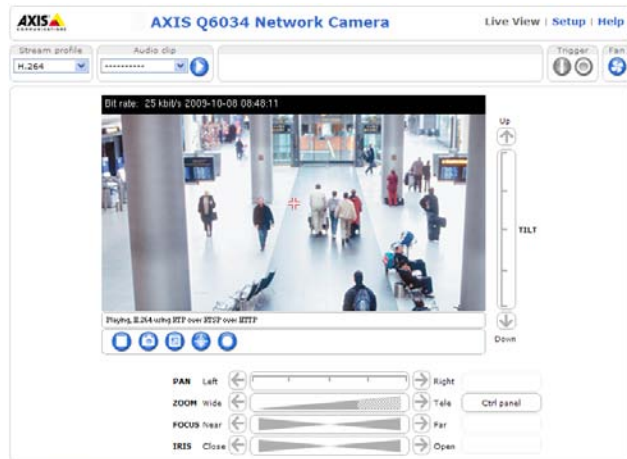 AXIS
COMMUNICATIONS
AXIS Q6034 Network Camera
Live View | Setup | Help
Stream profile
Audio clip
Trigger
Fan
H.264
----------
Bit rate: 25 kbit/s 2009-10-08 08:48:11
Up
TILT
Down
Playing, H.264 using RTP over RTSP over HTTP
PAN Left
Right
ZOOM Wide
Tele
Ctrl panel
FOCUS Near
Far
IRIS Close
Open